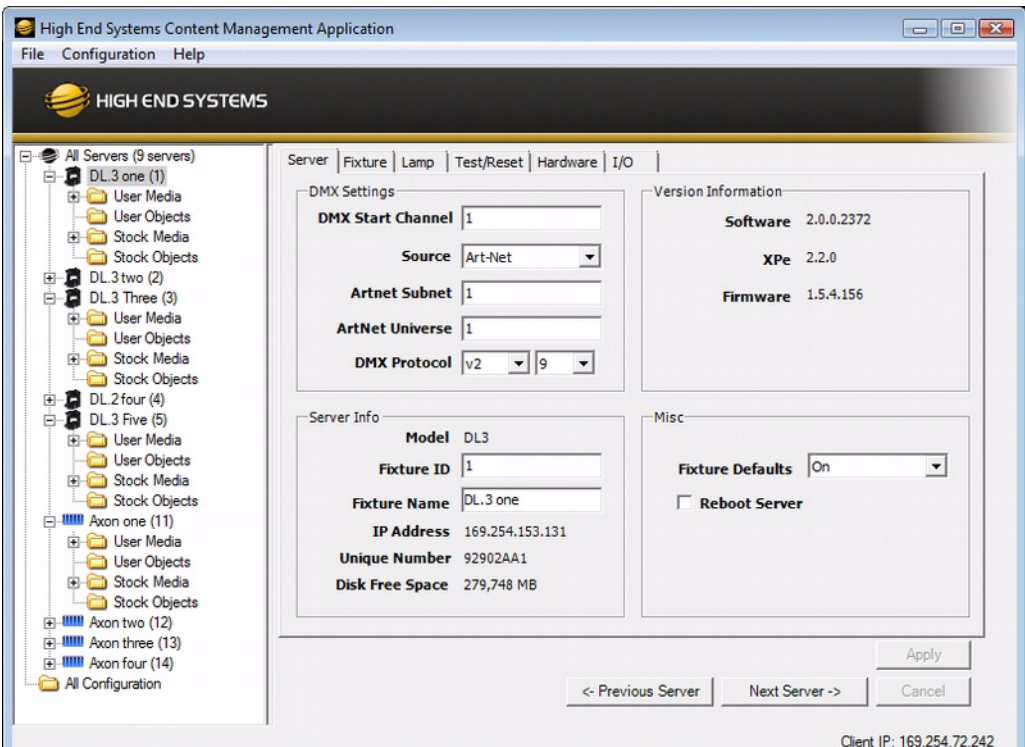 High End Systems Content Management Application
File Configuration Help
HIGH END SYSTEMS
All Servers (9 servers)
DL.3 one (1)
User Media
User Objects
Stock Media
Stock Objects
DL.3 two (2)
DL.3 Three (3)
User Media
User Objects
Stock Media
Stock Objects
DL.2 four (4)
DL.3 Five (5)
User Media
User Objects
Stock Media
Stock Objects
Axon one (11)
User Media
User Objects
Stock Media
Stock Objects
Axon two (12)
Axon three (13)
Axon four (14)
All Configuration
Server Fixture Lamp Test/Reset Hardware I/O
DMX Settings
DMX Start Channel 1
Source Art-Net
Artnet Subnet 1
ArtNet Universe 1
DMX Protocol v2 9
Version Information
Software 2.0.0.2372
XPe 2.2.0
Firmware 1.5.4.156
Server Info
Model DL3
Fixture ID 1
Fixture Name DL.3 one
IP Address 169.254.153.131
Unique Number 92902AA1
Disk Free Space 279,748 MB
Misc
Fixture Defaults On
Reboot Server
Apply
<- Previous Server Next Server -> Cancel
Client IP: 169.254.72.242